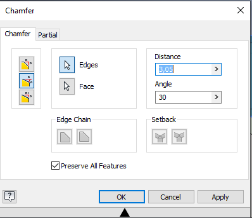 Chamfer
Chamfer Partial
Edges
Face
Distance
Angle
30
Edge Chain
Setback
Preserve All Features
?
OK Cancel Apply